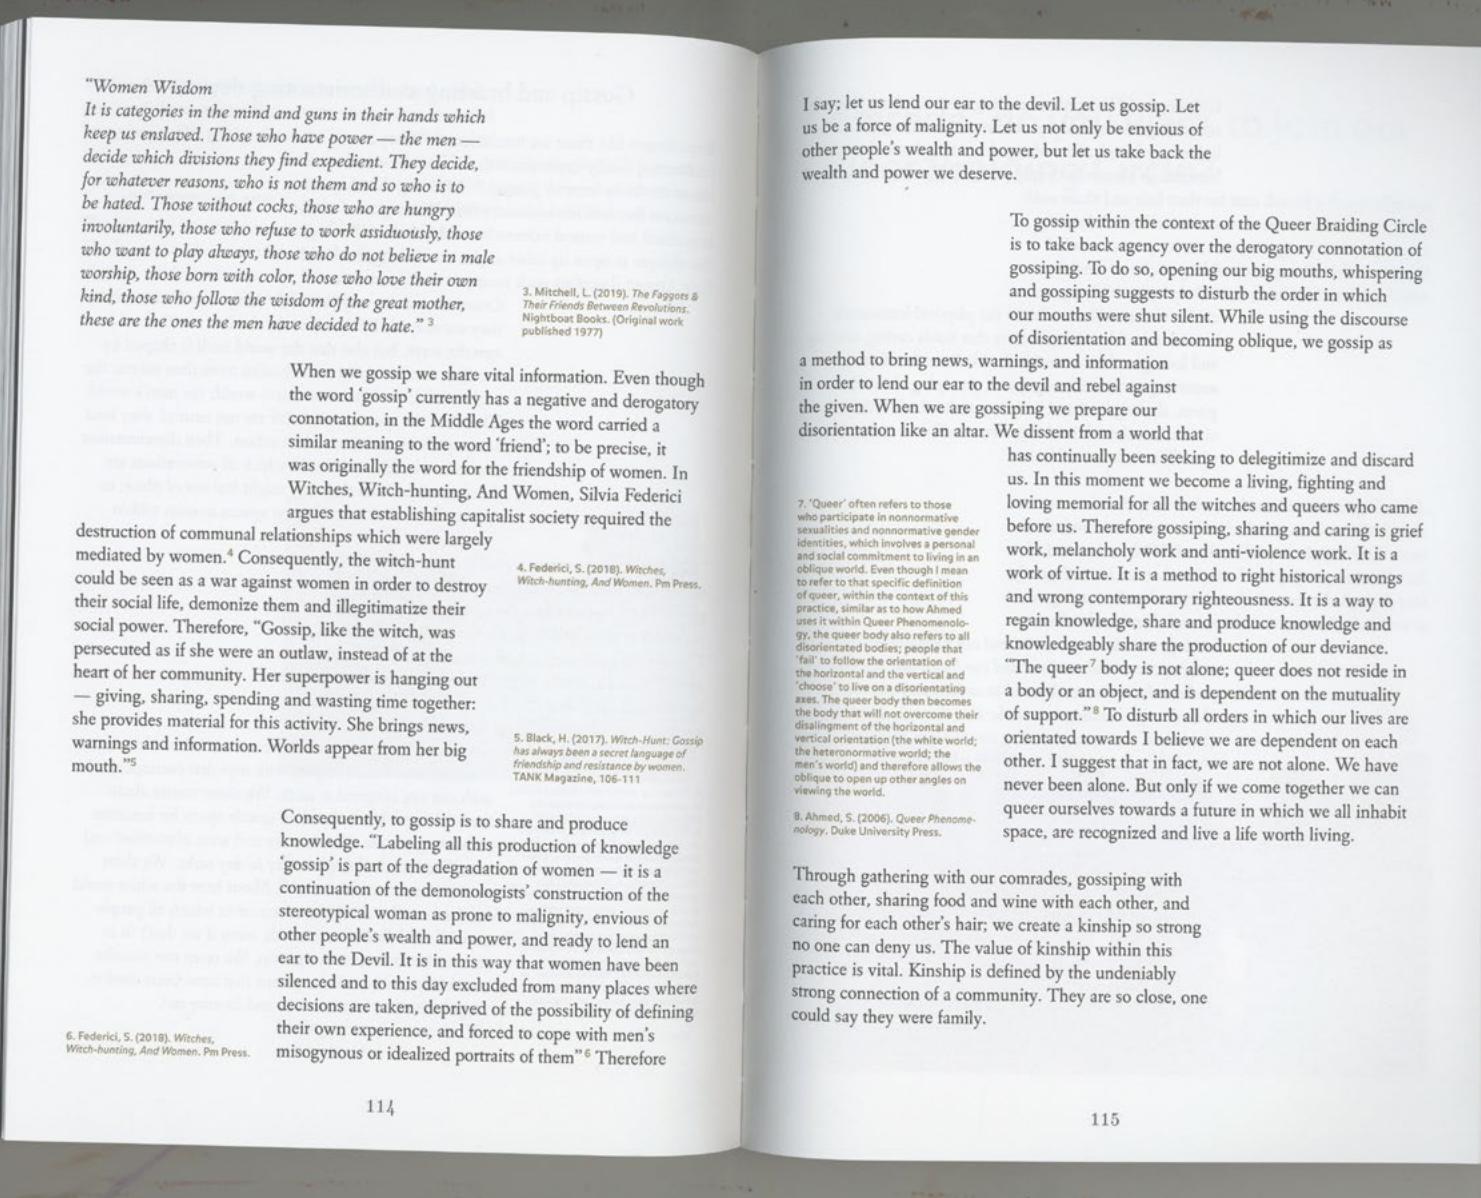 “Women Wisdom
It is categories in the mind and guns in their hands which
keep us enslaved. Those who have power — the men —
decide which divisions they find expedient. They decide,
for whatever reasons, who is not them and so who is to
be hated. Those without cocks, those who are hungry
involuntarily, those who refuse to work assiduously, those
who want to play always, those who do not believe in male
worship, those born with color, those who love their own
kind, those who follow the wisdom of the great mother,
these are the ones the men have decided to hate.” 3
3. Mitchell, L. (2019). The Faggots &
Their Friends Between Revolutions.
Nightboat Books. (Original work
published 1977)
When we gossip we share vital information. Even though
the word ‘gossip’ currently has a negative and derogatory
connotation, in the Middle Ages the word carried a
similar meaning to the word ‘friend’; to be precise, it
was originally the word for the friendship of women. In
Witches, Witch-hunting, And Women, Silvia Federici
argues that establishing capitalist society required the
destruction of communal relationships which were largely
mediated by women.4 Consequently, the witch-hunt
could be seen as a war against women in order to destroy
their social life, demonize them and illegitimatize their
social power. Therefore, “Gossip, like the witch, was
persecuted as if she were an outlaw, instead of at the
heart of her community. Her superpower is hanging out
— giving, sharing, spending and wasting time together:
she provides material for this activity. She brings news,
warnings and information. Worlds appear from her big
mouth.”5
4. Federici, S. (2018). Witches,
Witch-hunting, And Women. Pm Press.
5. Black, H. (2017). Witch-Hunt: Gossip
has always been a secret language of
friendship and resistance by women.
TANK Magazine, 106-111
Consequently, to gossip is to share and produce
knowledge. “Labeling all this production of knowledge
‘gossip’ is part of the degradation of women — it is a
continuation of the demonologists’ construction of the
stereotypical woman as prone to malignity, envious of
other people’s wealth and power, and ready to lend an
ear to the Devil. It is in this way that women have been
silenced and to this day excluded from many places where
decisions are taken, deprived of the possibility of defining
their own experience, and forced to cope with men’s
misogynous or idealized portraits of them” 6 Therefore
6. Federici, S. (2018). Witches,
Witch-hunting, And Women. Pm Press.
114
I say; let us lend our ear to the devil. Let us gossip. Let
us be a force of malignity. Let us not only be envious of
other people’s wealth and power, but let us take back the
wealth and power we deserve.
To gossip within the context of the Queer Braiding Circle
is to take back agency over the derogatory connotation of
gossiping. To do so, opening our big mouths, whispering
and gossiping suggests to disturb the order in which
our mouths were shut silent. While using the discourse
of disorientation and becoming oblique, we gossip as
a method to bring news, warnings, and information
in order to lend our ear to the devil and rebel against
the given. When we are gossiping we prepare our
disorientation like an altar. We dissent from a world that
has continually been seeking to delegitimize and discard
us. In this moment we become a living, fighting and
loving memorial for all the witches and queers who came
before us. Therefore gossiping, sharing and caring is grief
work, melancholy work and anti-violence work. It is a
work of virtue. It is a method to right historical wrongs
and wrong contemporary righteousness. It is a way to
regain knowledge, share and produce knowledge and
knowledgeably share the production of our deviance.
“The queer7 body is not alone; queer does not reside in
a body or an object, and is dependent on the mutuality
of support.” 8 To disturb all orders in which our lives are
orientated towards I believe we are dependent on each
other. I suggest that in fact, we are not alone. We have
never been alone. But only if we come together we can
queer ourselves towards a future in which we all inhabit
space, are recognized and live a life worth living.
7. ‘Queer’ often refers to those
who participate in nonnormative
sexualities and nonnormative gender
identities, which involves a personal
and social commitment to living in an
oblique world. Even though I mean
to refer to that specific definition
of queer, within the context of this
practice, similar as to how Ahmed
uses it within Queer Phenomenolo-
gy, the queer body also refers to all
disorientated bodies; people that
‘fail’ to follow the orientation of
the horizontal and the vertical and
‘choose’ to live on a disorientating
axes. The queer body then becomes
the body that will not overcome their
disalingment of the horizontal and
vertical orientation (the white world;
the heteronormative world; the
men’s world) and therefore allows the
oblique to open up other angles on
viewing the world.
8. Ahmed, S. (2006). Queer Phenome-
nology. Duke University Press.
Through gathering with our comrades, gossiping with
each other, sharing food and wine with each other, and
caring for each other’s hair; we create a kinship so strong
no one can deny us. The value of kinship within this
practice is vital. Kinship is defined by the undeniably
strong connection of a community. They are so close, one
could say they were family.
115